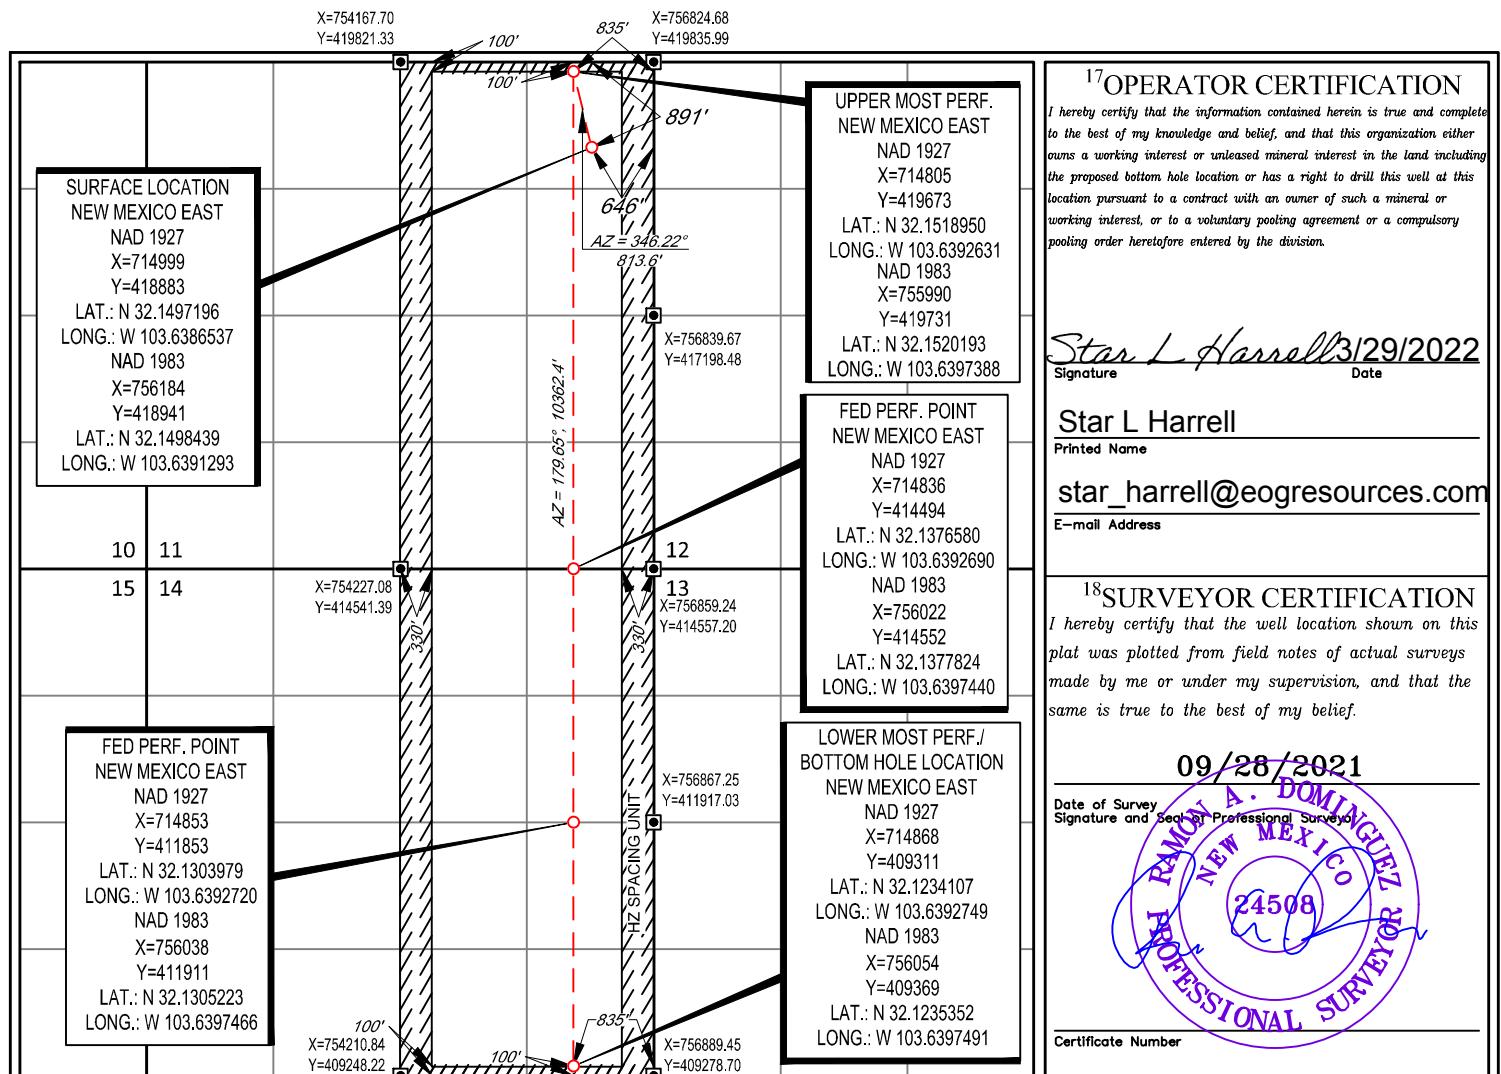 X=754167.70
Y=419821.33
100'
835'
X=756824.68
Y=419835.99
100'
891'
646'
AZ = 346.22°
813.6'
SURFACE LOCATION
NEW MEXICO EAST
NAD 1927
X=714999
Y=418883
LAT.: N 32.1497196
LONG.: W 103.6386537
NAD 1983
X=756184
Y=418941
LAT.: N 32.1498439
LONG.: W 103.6391293
UPPER MOST PERF.
NEW MEXICO EAST
NAD 1927
X=714805
Y=419673
LAT.: N 32.1518950
LONG.: W 103.6392631
NAD 1983
X=755990
Y=419731
LAT.: N 32.1520193
LONG.: W 103.6397388
X=756839.67
Y=417198.48
AZ = 179.65°, 10362.4'
FED PERF. POINT
NEW MEXICO EAST
NAD 1927
X=714836
Y=414494
LAT.: N 32.1376580
LONG.: W 103.6392690
NAD 1983
X=756022
Y=414552
LAT.: N 32.1377824
LONG.: W 103.6397440
10 11
15 14
12
13
X=754227.08
Y=414541.39
330'
330'
X=756859.24
Y=414557.20
FED PERF. POINT
NEW MEXICO EAST
NAD 1927
X=714853
Y=411853
LAT.: N 32.1303979
LONG.: W 103.6392720
NAD 1983
X=756038
Y=411911
LAT.: N 32.1305223
LONG.: W 103.6397466
X=756867.25
Y=411917.03
HZ SPACING UNIT
LOWER MOST PERF./
BOTTOM HOLE LOCATION
NEW MEXICO EAST
NAD 1927
X=714868
Y=409311
LAT.: N 32.1234107
LONG.: W 103.6392749
NAD 1983
X=756054
Y=409369
LAT.: N 32.1235352
LONG.: W 103.6397491
100'
X=754210.84
Y=409248.22
100'
835'
X=756889.45
Y=409278.70
17 OPERATOR CERTIFICATION
I hereby certify that the information contained herein is true and complete
to the best of my knowledge and belief, and that this organization either
owns a working interest or unleased mineral interest in the land including
the proposed bottom hole location or has a right to drill this well at this
location pursuant to a contract with an owner of such a mineral or
working interest, or to a voluntary pooling agreement or a compulsory
pooling order heretofore entered by the division.
Star L Harrell 3/29/2022
Signature Date
Star L Harrell
Printed Name
star_harrell@eogresources.com
E-mail Address
18 SURVEYOR CERTIFICATION
I hereby certify that the well location shown on this
plat was plotted from field notes of actual surveys
made by me or under my supervision, and that the
same is true to the best of my belief.
09/28/2021
Date of Survey
Signature and Seal of Professional Surveyor:
RAMON A. DOMINGUEZ
NEW MEXICO
24508
PROFESSIONAL SURVEYOR
Certificate Number